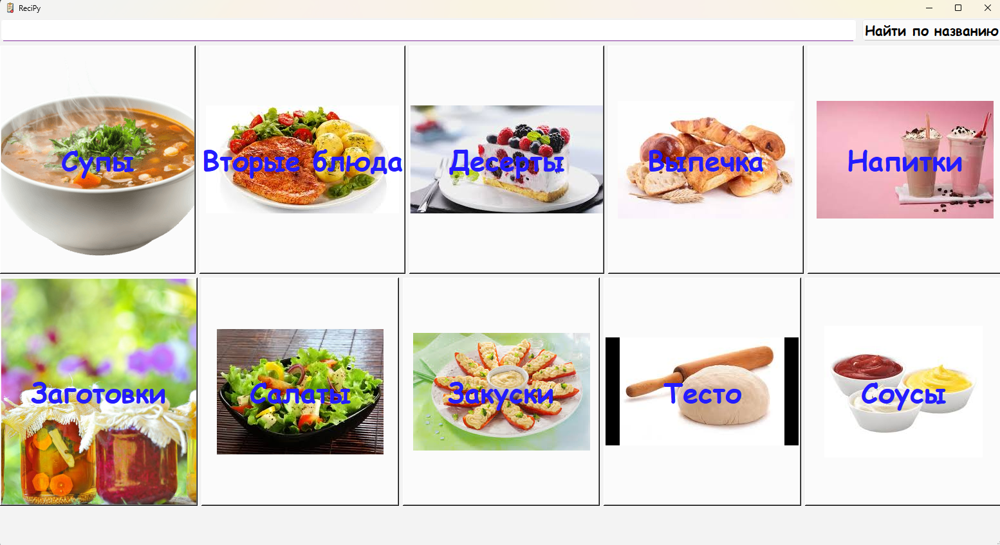 ReciPy
Найти по названию
Супы
Вторые блюда
Десерты
Выпечка
Напитки
Заготовки
Салаты
Закуски
Тесто
Соусы